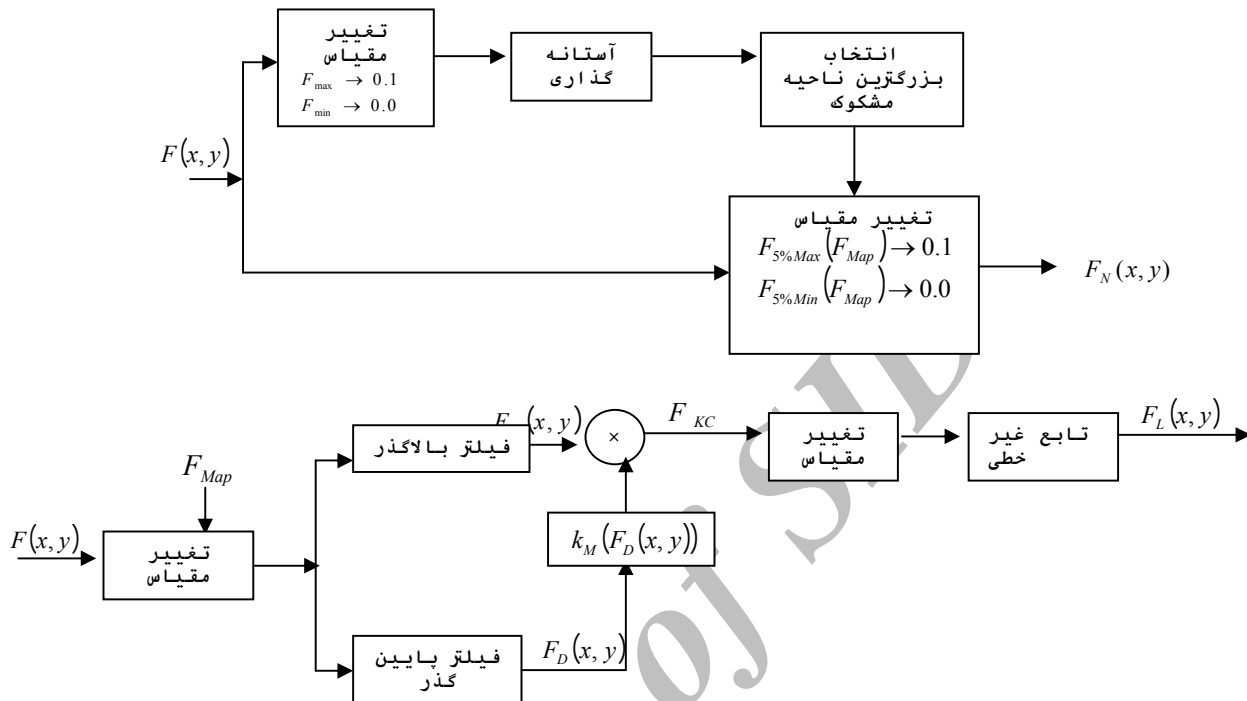 تغییر
مقیاس
F_max → 0.1
F_min → 0.0
آستانه
گذاری
انتخاب
بزرگترین ناحیه
مشکوک
F(x, y)
تغییر مقیاس
F_5%Max(F_Map) → 0.1
F_5%Min(F_Map) → 0.0
F_N(x, y)
F (x, y)
فیلتر بالاگذر
×
F_KC
تغییر
مقیاس
تابع غیر
خطی
F_L(x, y)
F_Map
F(x, y)
تغییر
مقیاس
k_M(F_D(x, y))
فیلتر پایین
گذر
F_D(x, y)
of SI